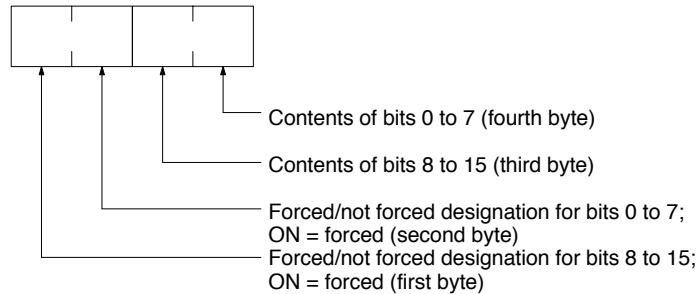 Contents of bits 0 to 7 (fourth byte)
Contents of bits 8 to 15 (third byte)
Forced/not forced designation for bits 0 to 7;
ON = forced (second byte)
Forced/not forced designation for bits 8 to 15;
ON = forced (first byte)